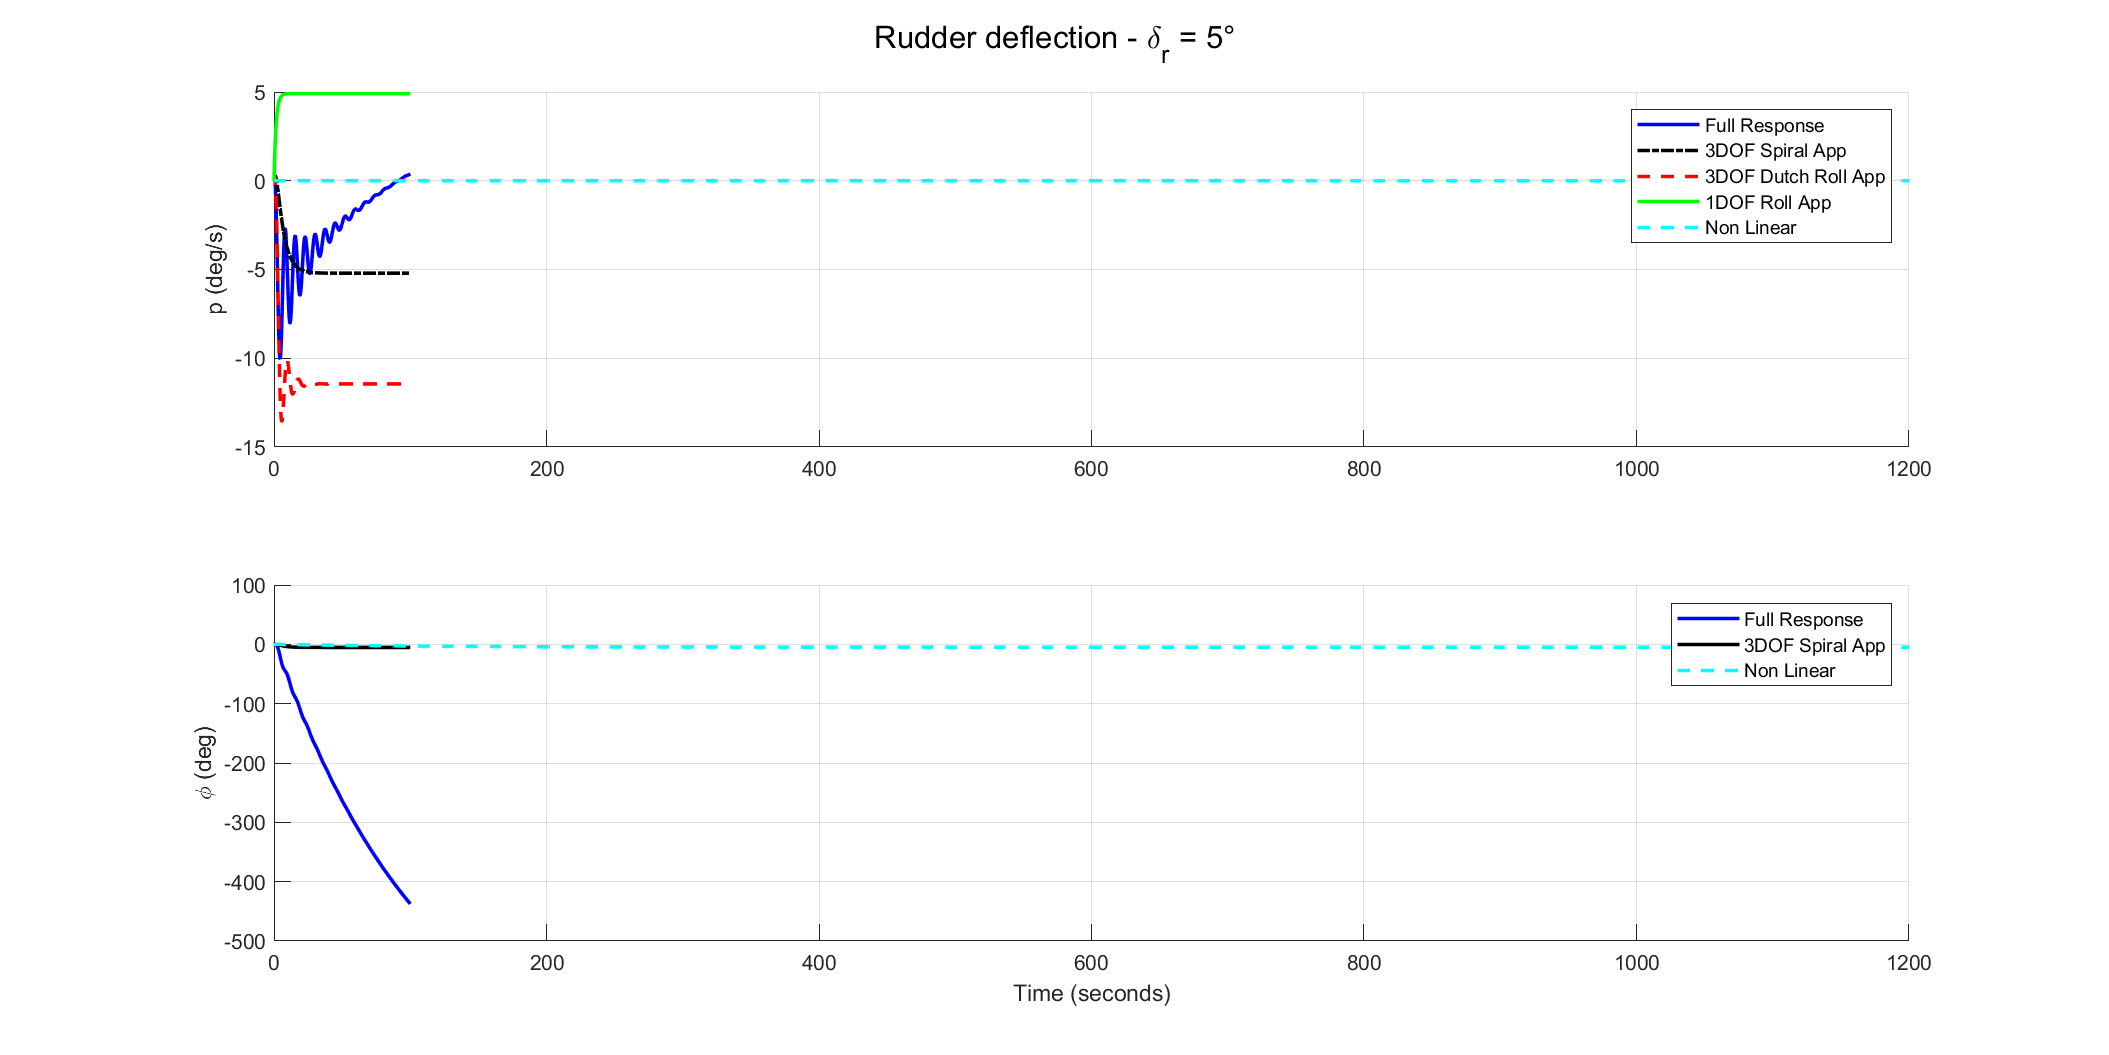 Rudder deflection - δr = 5°
p (deg/s)
5
0
-5
-10
-15
0 200 400 600 800 1000 1200
Full Response
3DOF Spiral App
3DOF Dutch Roll App
1DOF Roll App
Non Linear
ϕ (deg)
100
0
-100
-200
-300
-400
-500
0 200 400 600 800 1000 1200
Time (seconds)
Full Response
3DOF Spiral App
Non Linear